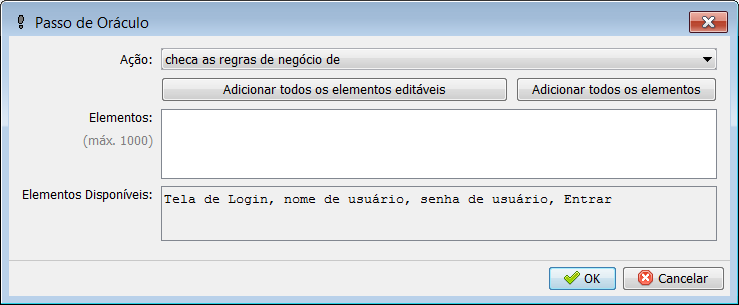 Passo de Oráculo
Ação: checa as regras de negócio de
Adicionar todos os elementos editáveis Adicionar todos os elementos
Elementos:
(máx. 1000)
Elementos Disponíveis: Tela de Login, nome de usuário, senha de usuário, Entrar
OK Cancelar